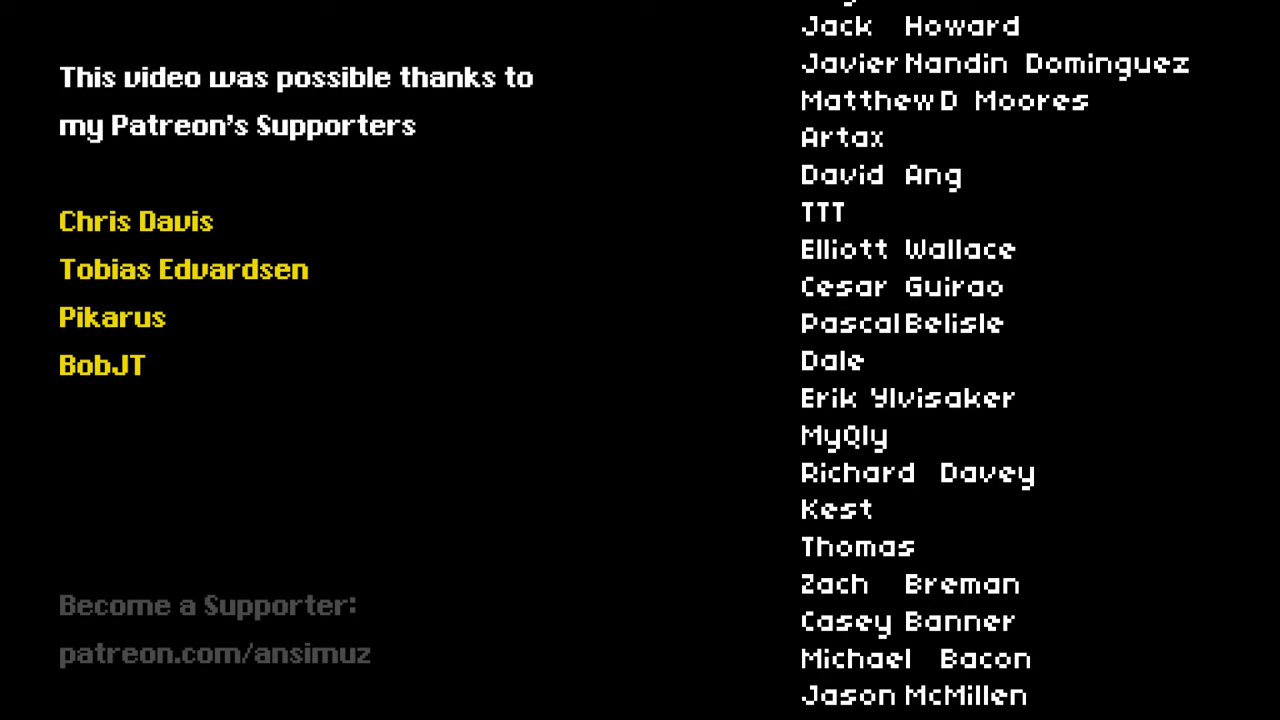 This video was possible thanks to
my Patreon's Supporters
Chris Davis
Tobias Edvardsen
Pikarus
BobJT
Become a Supporter:
patreon.com/ansimuz
Jack Howard
Javier Nandin Dominguez
Matthew D Moores
Artax
David Ang
TTT
Elliott Wallace
Cesar Guirao
Pascal Belisle
Dale
Erik Ylvisaker
MyQly
Richard Davey
Kest
Thomas
Zach Breman
Casey Banner
Michael Bacon
Jason McMillen